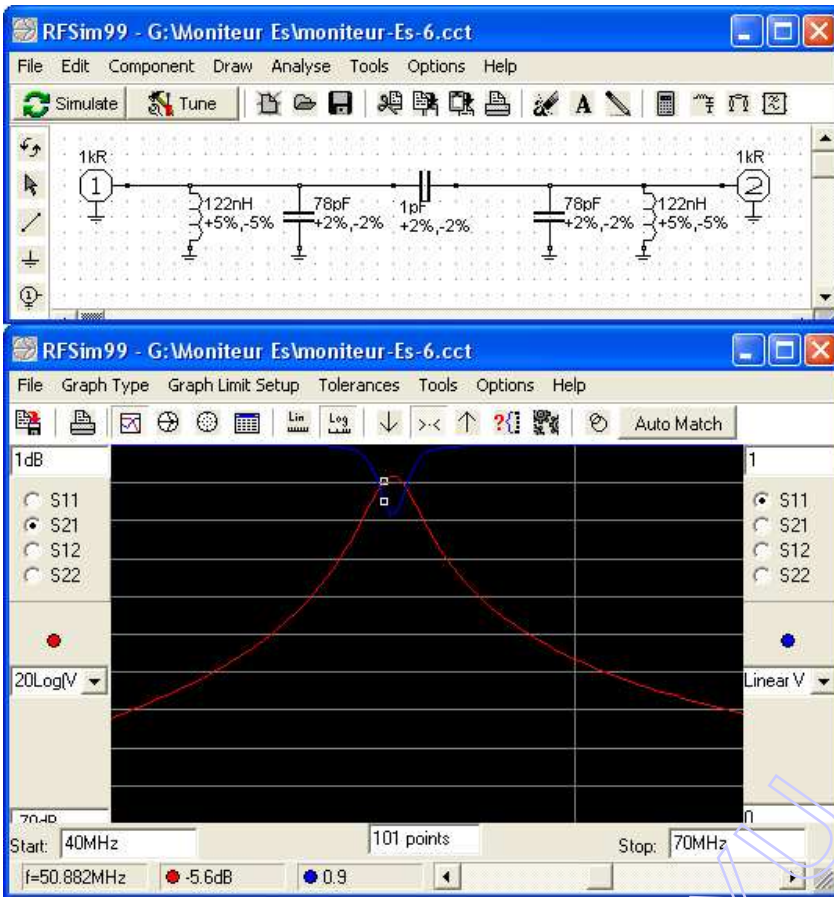 RFSim99 - G:\Moniteur Es\moniteur-Es-6.cct
File Edit Component Draw Analyse Tools Options Help
Simulate Tune
1kR 1kR
1 2
122nH 78pF 1pF 78pF 122nH
+5%,-5% +2%,-2% +2%,-2% +2%,-2% +5%,-5%
RFSim99 - G:\Moniteur Es\moniteur-Es-6.cct
File Graph Type Graph Limit Setup Tolerances Tools Options Help
Lin Log Auto Match
1dB 1
S11 S11
S21 S21
S12 S12
S22 S22
20Log(V Linear V
-70dB 0
Start: 40MHz 101 points Stop: 70MHz
f=50.882MHz -5.6dB 0.9